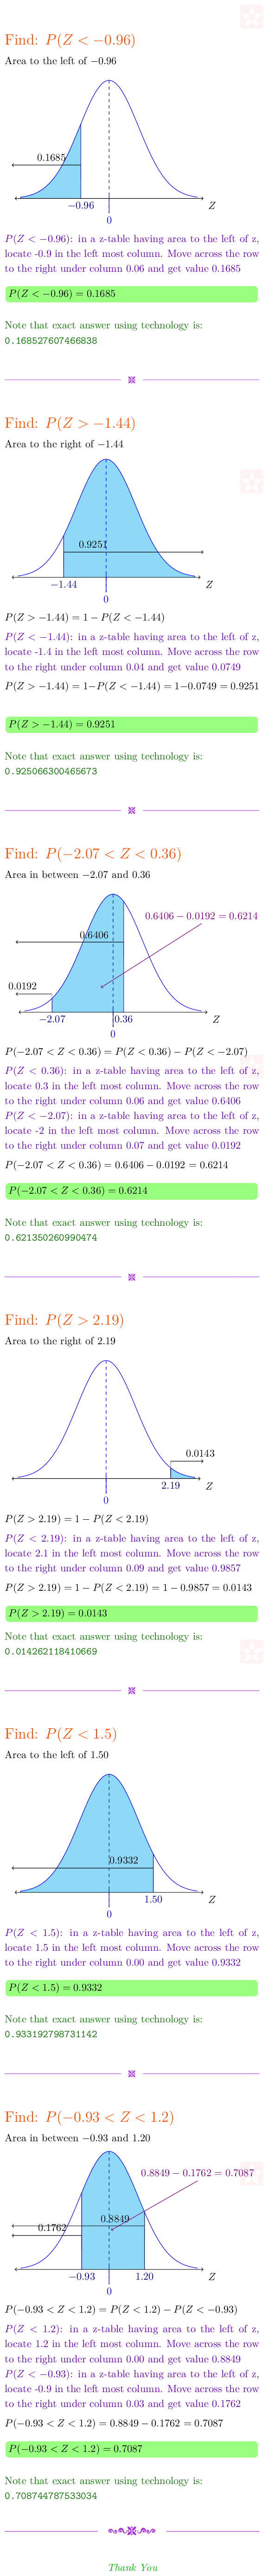 Find: P(Z < −0.96)
Area to the left of −0.96
0.1685
−0.96
Z
0
P(Z < −0.96): in a z-table having area to the left of z,
locate -0.9 in the left most column. Move across the row
to the right under column 0.06 and get value 0.1685
P(Z < −0.96) = 0.1685
Note that exact answer using technology is:
0.168527607466838
Find: P(Z > −1.44)
Area to the right of −1.44
0.9251
−1.44
Z
0
P(Z > −1.44) = 1 − P(Z < −1.44)
P(Z < −1.44): in a z-table having area to the left of z,
locate -1.4 in the left most column. Move across the row
to the right under column 0.04 and get value 0.0749
P(Z > −1.44) = 1−P(Z < −1.44) = 1−0.0749 = 0.9251
P(Z > −1.44) = 0.9251
Note that exact answer using technology is:
0.925066300465673
Find: P(−2.07 < Z < 0.36)
Area in between −2.07 and 0.36
0.6406 − 0.0192 = 0.6214
0.6406
0.0192
−2.07
0.36
Z
0
P(−2.07 < Z < 0.36) = P(Z < 0.36) − P(Z < −2.07)
P(Z < 0.36): in a z-table having area to the left of z,
locate 0.3 in the left most column. Move across the row
to the right under column 0.06 and get value 0.6406
P(Z < −2.07): in a z-table having area to the left of z,
locate -2 in the left most column. Move across the row
to the right under column 0.07 and get value 0.0192
P(−2.07 < Z < 0.36) = 0.6406 − 0.0192 = 0.6214
P(−2.07 < Z < 0.36) = 0.6214
Note that exact answer using technology is:
0.621350260990474
Find: P(Z > 2.19)
Area to the right of 2.19
0.0143
2.19
Z
0
P(Z > 2.19) = 1 − P(Z < 2.19)
P(Z < 2.19): in a z-table having area to the left of z,
locate 2.1 in the left most column. Move across the row
to the right under column 0.09 and get value 0.9857
P(Z > 2.19) = 1 − P(Z < 2.19) = 1 − 0.9857 = 0.0143
P(Z > 2.19) = 0.0143
Note that exact answer using technology is:
0.014262118410669
Find: P(Z < 1.5)
Area to the left of 1.50
0.9332
1.50
Z
0
P(Z < 1.5): in a z-table having area to the left of z,
locate 1.5 in the left most column. Move across the row
to the right under column 0.00 and get value 0.9332
P(Z < 1.5) = 0.9332
Note that exact answer using technology is:
0.933192798731142
Find: P(−0.93 < Z < 1.2)
Area in between −0.93 and 1.20
0.8849 − 0.1762 = 0.7087
0.8849
0.1762
−0.93
1.20
Z
0
P(−0.93 < Z < 1.2) = P(Z < 1.2) − P(Z < −0.93)
P(Z < 1.2): in a z-table having area to the left of z,
locate 1.2 in the left most column. Move across the row
to the right under column 0.00 and get value 0.8849
P(Z < −0.93): in a z-table having area to the left of z,
locate -0.9 in the left most column. Move across the row
to the right under column 0.03 and get value 0.1762
P(−0.93 < Z < 1.2) = 0.8849 − 0.1762 = 0.7087
P(−0.93 < Z < 1.2) = 0.7087
Note that exact answer using technology is:
0.708744787533034
Thank You